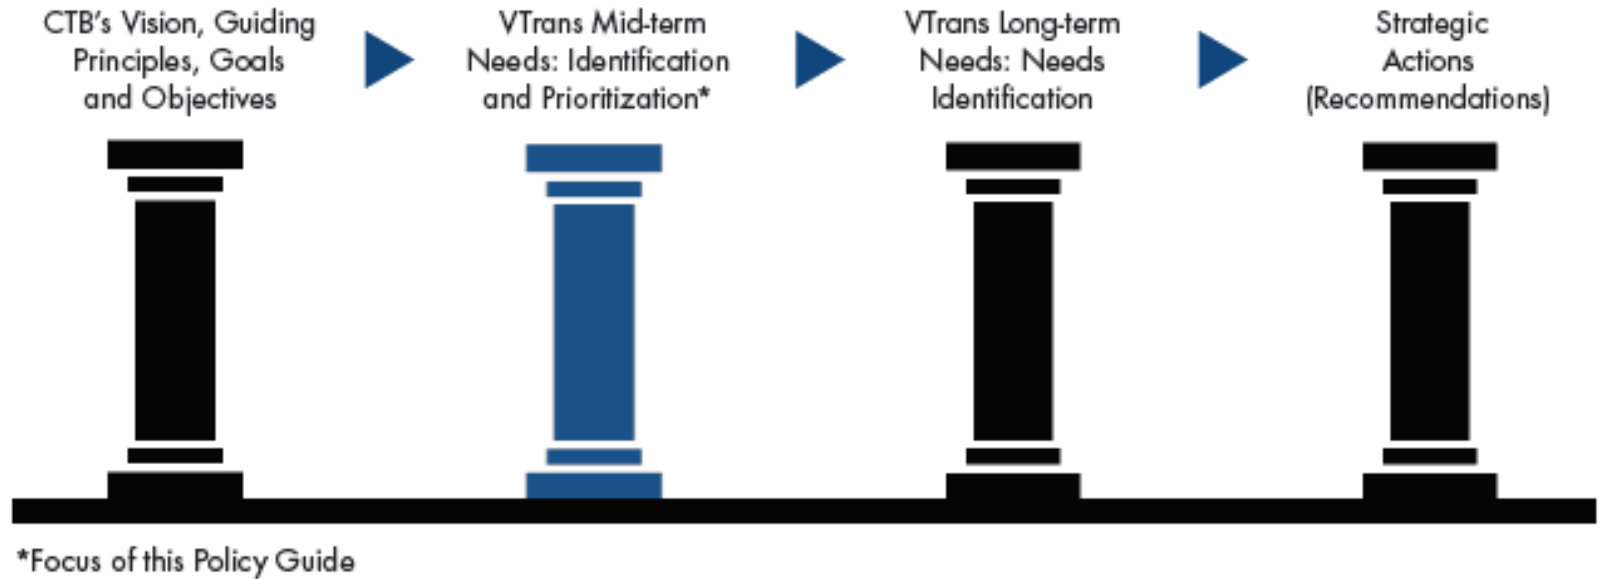 CTB's Vision, Guiding
Principles, Goals
and Objectives
VTrans Mid-term
Needs: Identification
and Prioritization*
VTrans Long-term
Needs: Needs
Identification
Strategic
Actions
(Recommendations)
*Focus of this Policy Guide